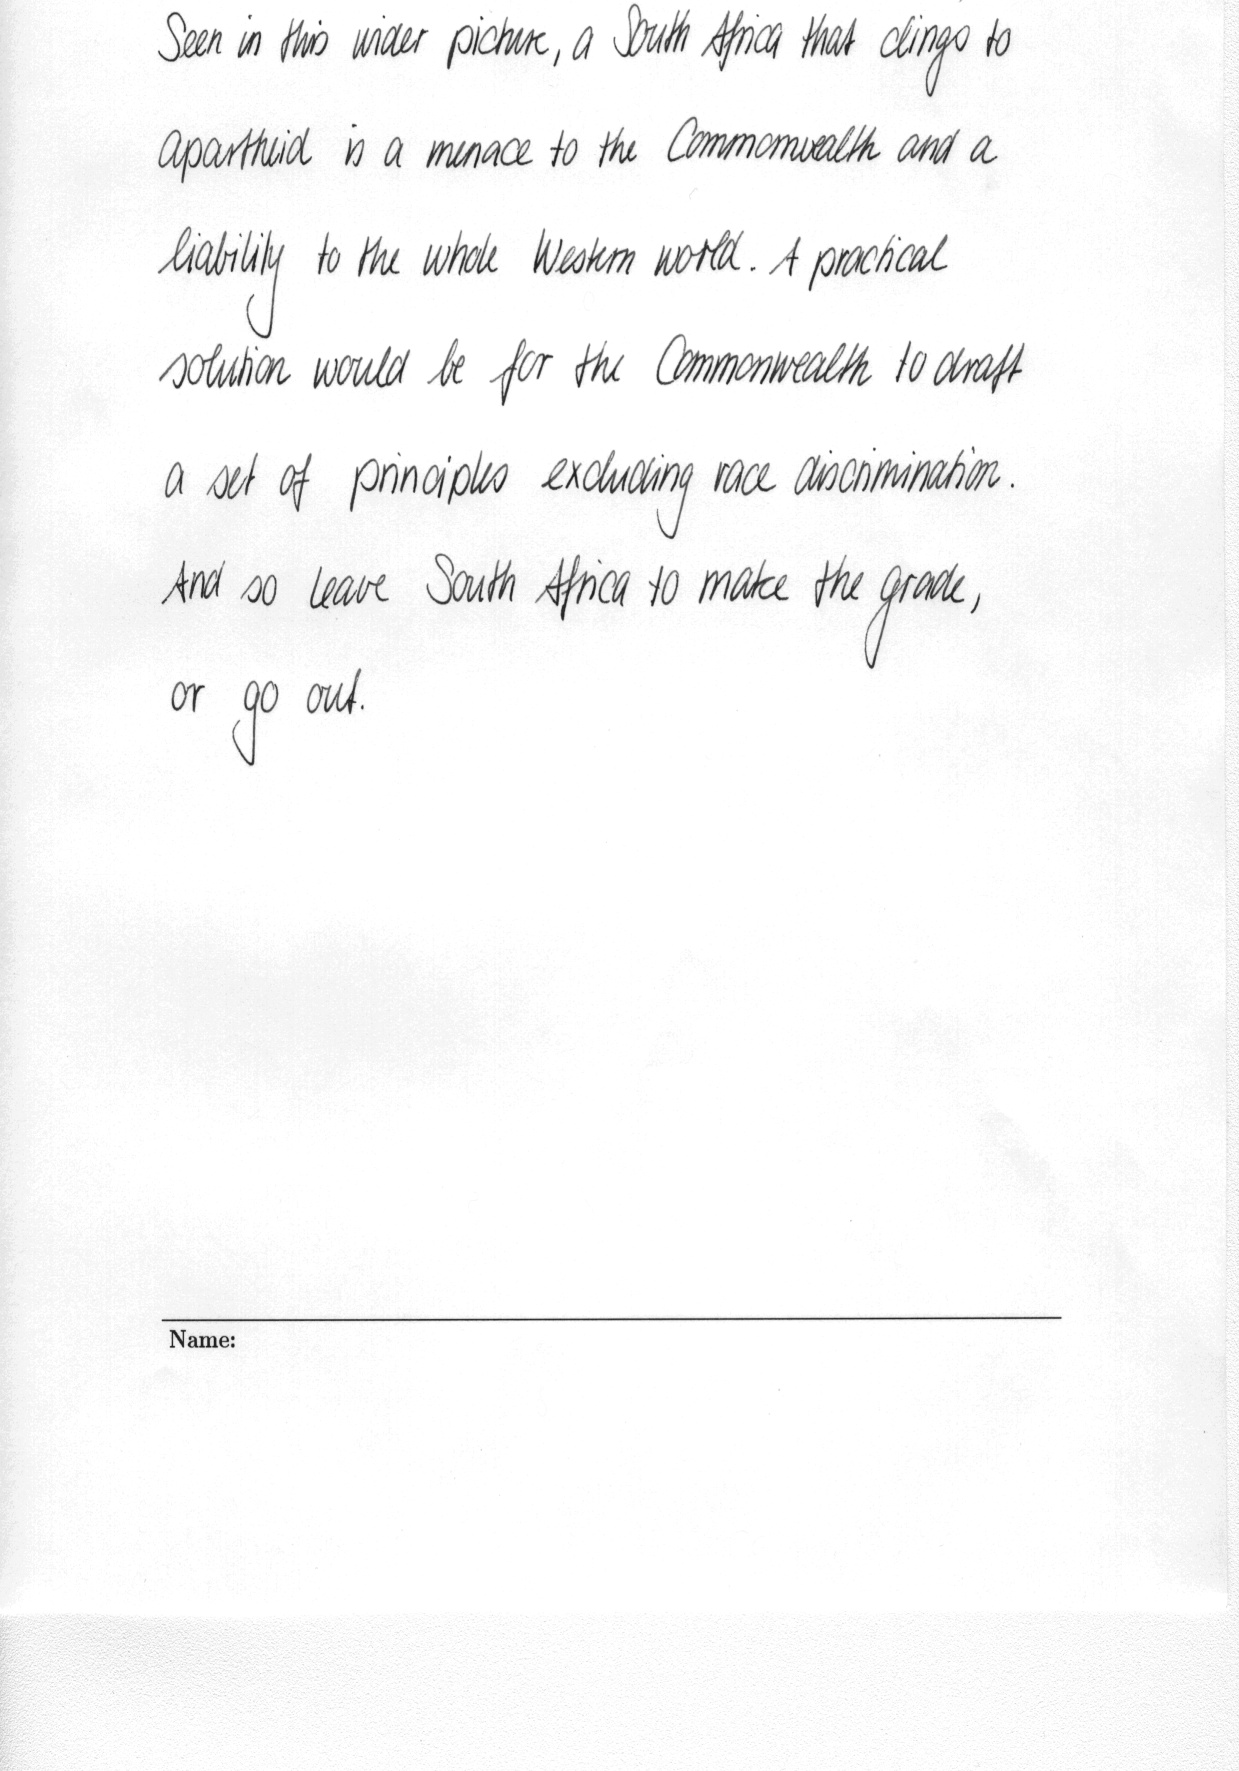 Seen in this wider picture, a South Africa that clings to
apartheid is a menace to the Commonwealth and a
liability to the whole Western world. A practical
solution would be for the Commonwealth to draft
a set of principles excluding race discrimination.
And so leave South Africa to make the grade,
or go out.
Name: